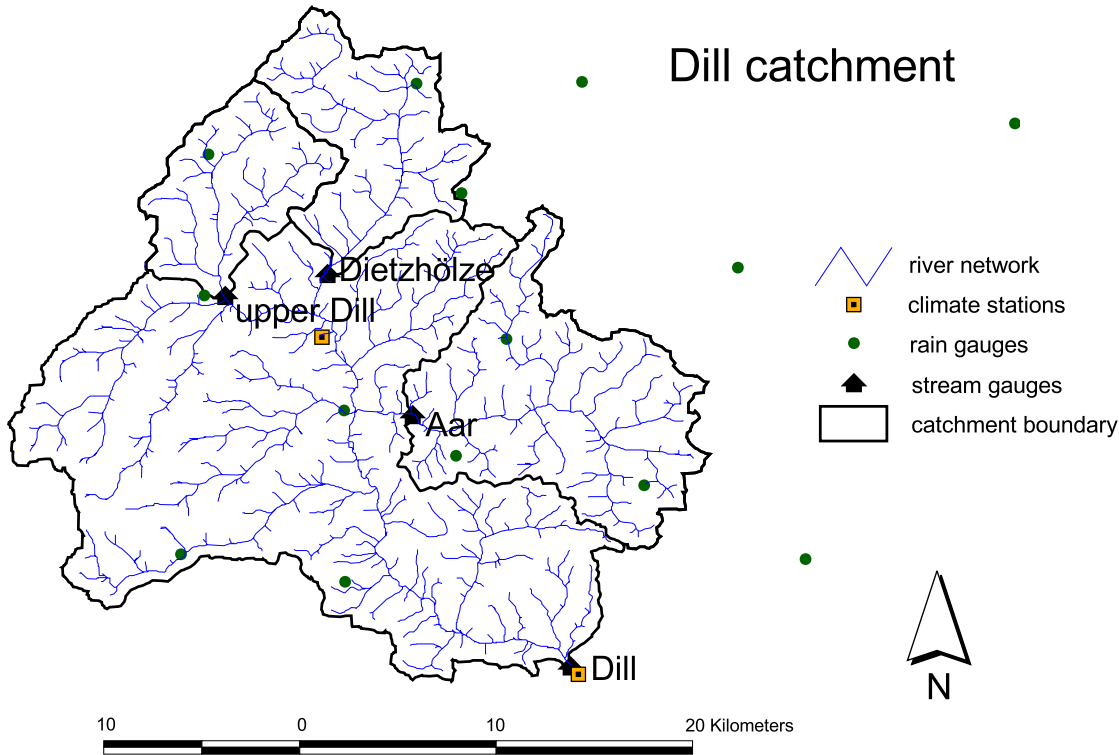 Dill catchment
Dietzhölze
upper Dill
Aar
Dill
river network
climate stations
rain gauges
stream gauges
catchment boundary
N
10 0 10 20 Kilometers